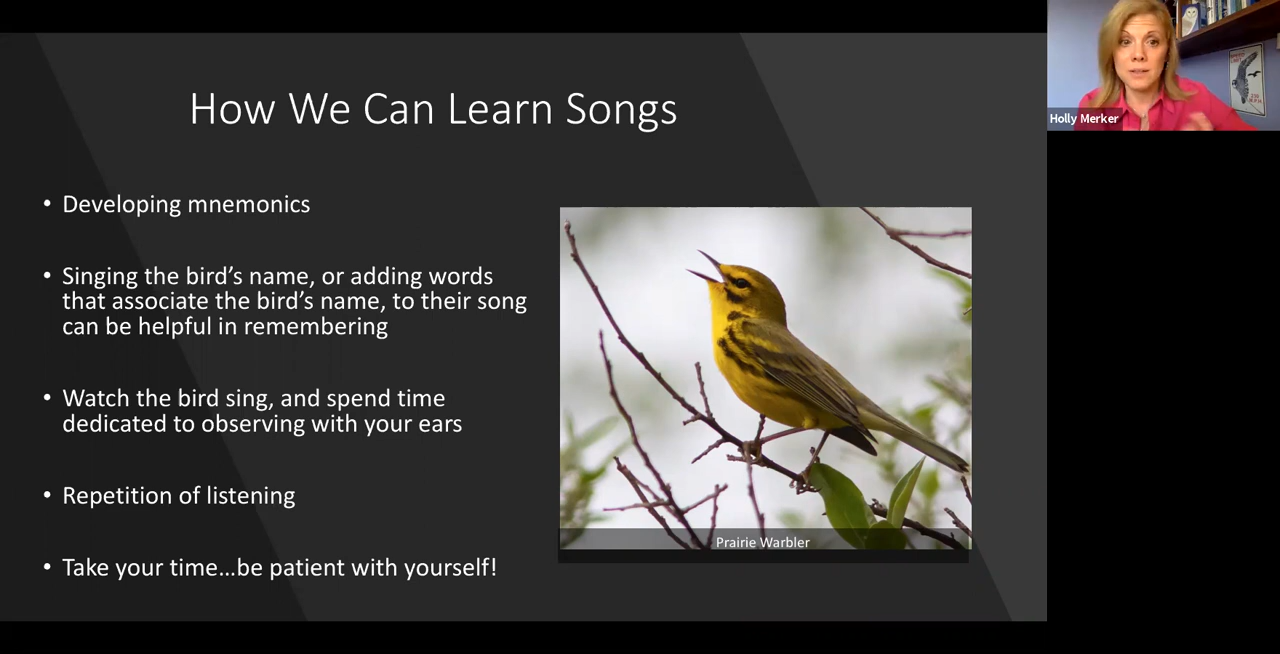 How We Can Learn Songs
• Developing mnemonics
• Singing the bird’s name, or adding words
that associate the bird’s name, to their song
can be helpful in remembering
• Watch the bird sing, and spend time
dedicated to observing with your ears
• Repetition of listening
• Take your time…be patient with yourself!
Prairie Warbler
Holly Merker